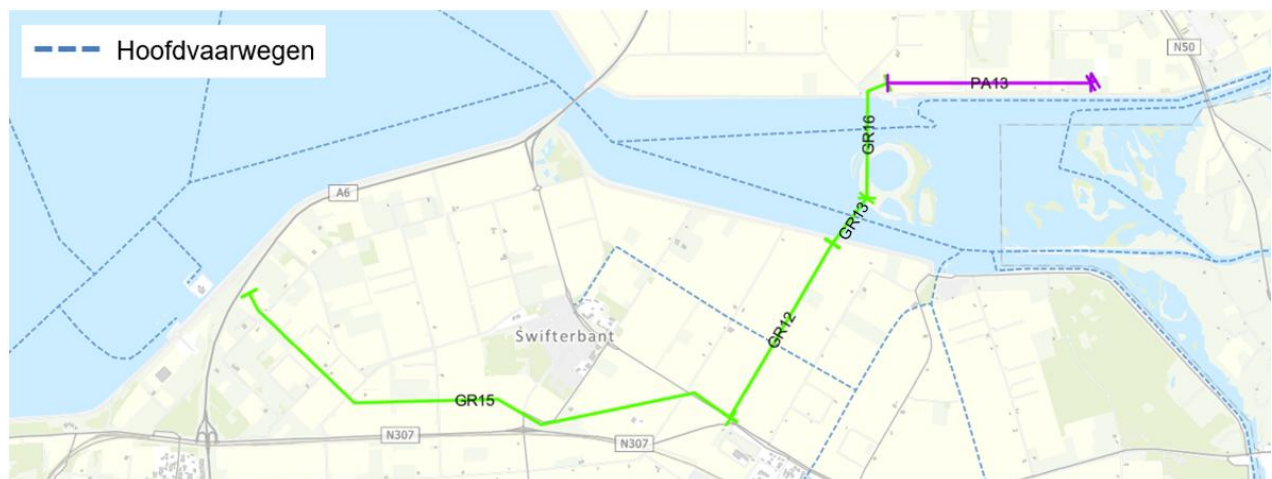 Hoofdvaarwegen
N50
PA13
GR16
A6
GR13
GR12
Swifterbant
GR15
N307
N307